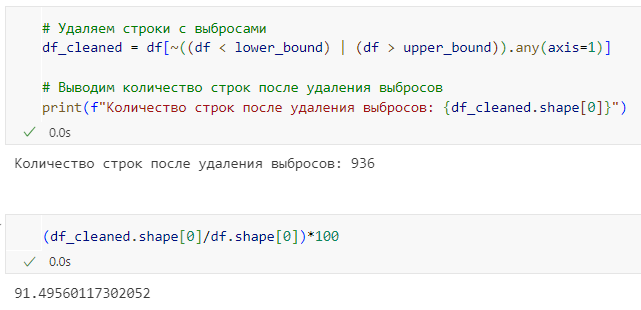 # Удаляем строки с выбросами
df_cleaned = df[~((df < lower_bound) | (df > upper_bound)).any(axis=1)]
# Выводим количество строк после удаления выбросов
print(f"Количество строк после удаления выбросов: {df_cleaned.shape[0]}")
0.0s
Количество строк после удаления выбросов: 936
(df_cleaned.shape[0]/df.shape[0])*100
0.0s
91.49560117302052